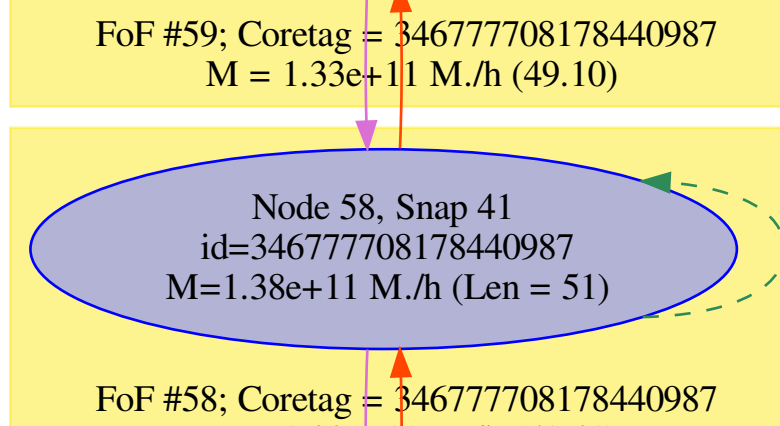 FoF #59; Coretag = 346777708178440987
M = 1.33e+11 M./h (49.10)
Node 58, Snap 41
id=346777708178440987
M=1.38e+11 M./h (Len = 51)
FoF #58; Coretag = 346777708178440987